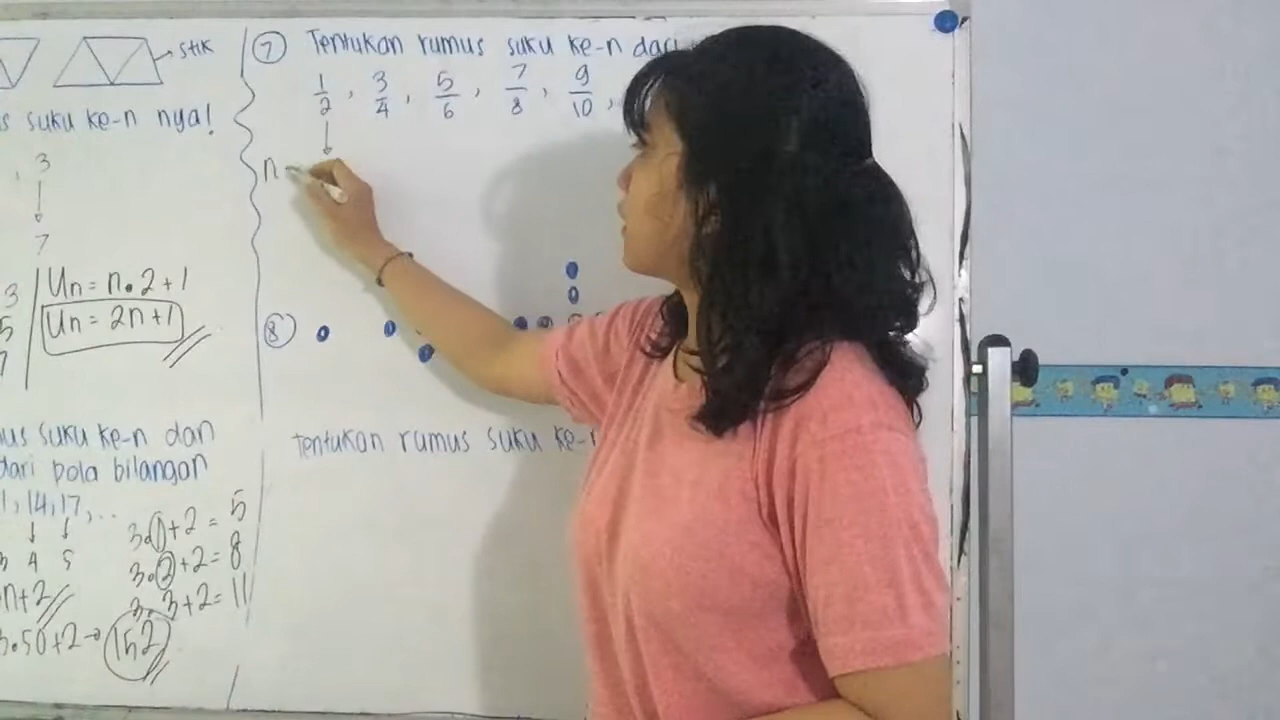 stik
suku ke-n nya!
, 3
7
3
5
7
Un = n.2+1
Un = 2n+1
suku ke-n dan
dari pola bilangan
, 14, 17, ..
3 4 5
n+2
3.50+2 → 152
3.1+2 = 5
3.2+2 = 8
3.3+2 = 11
7 Tentukan rumus suku ke-n dari
1/2, 3/4, 5/6, 7/8, 9/10,
n
8
Tentukan rumus suku ke-